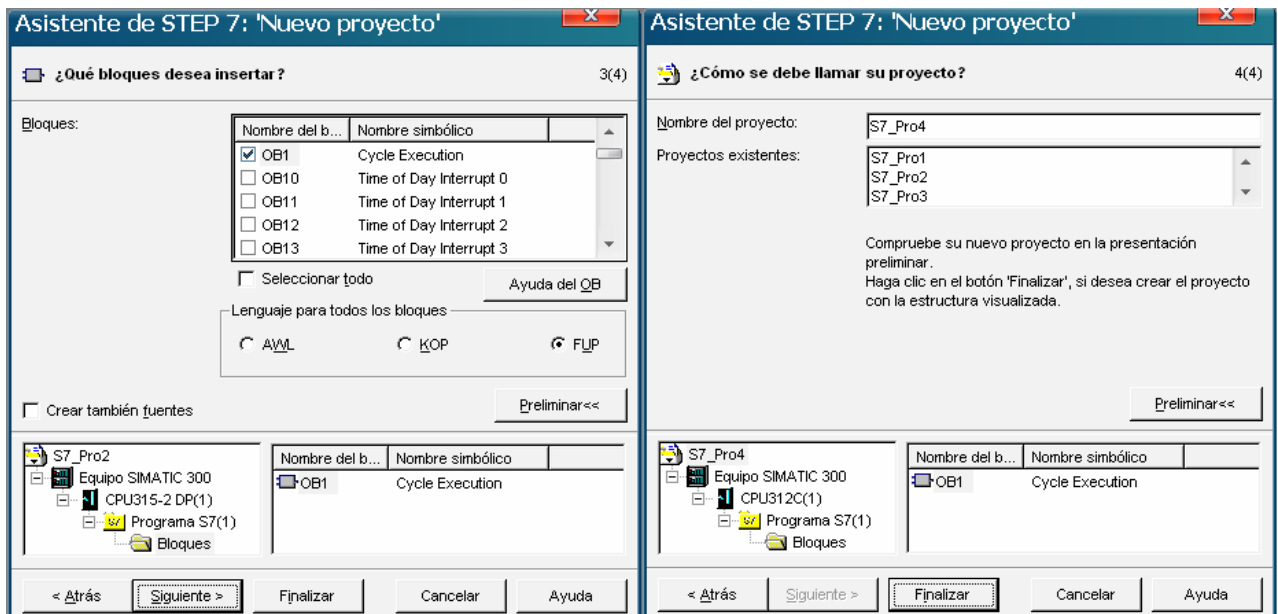 Asistente de STEP 7: 'Nuevo proyecto'
¿Qué bloques desea insertar?
3(4)
Bloques:
Nombre del b... Nombre simbólico
OB1 Cycle Execution
OB10 Time of Day Interrupt 0
OB11 Time of Day Interrupt 1
OB12 Time of Day Interrupt 2
OB13 Time of Day Interrupt 3
Seleccionar todo
Ayuda del OB
Lenguaje para todos los bloques
AWL KOP FUP
Crear también fuentes
Preliminar<<
S7_Pro2
Equipo SIMATIC 300
CPU315-2 DP(1)
Programa S7(1)
Bloques
Nombre del b... Nombre simbólico
OB1 Cycle Execution
< Atrás Siguiente > Finalizar Cancelar Ayuda
Asistente de STEP 7: 'Nuevo proyecto'
¿Cómo se debe llamar su proyecto?
4(4)
Nombre del proyecto: S7_Pro4
Proyectos existentes: S7_Pro1
S7_Pro2
S7_Pro3
Compruebe su nuevo proyecto en la presentación
preliminar.
Haga clic en el botón 'Finalizar', si desea crear el proyecto
con la estructura visualizada.
Preliminar<<
S7_Pro4
Equipo SIMATIC 300
CPU312C(1)
Programa S7(1)
Bloques
Nombre del b... Nombre simbólico
OB1 Cycle Execution
< Atrás Siguiente > Finalizar Cancelar Ayuda